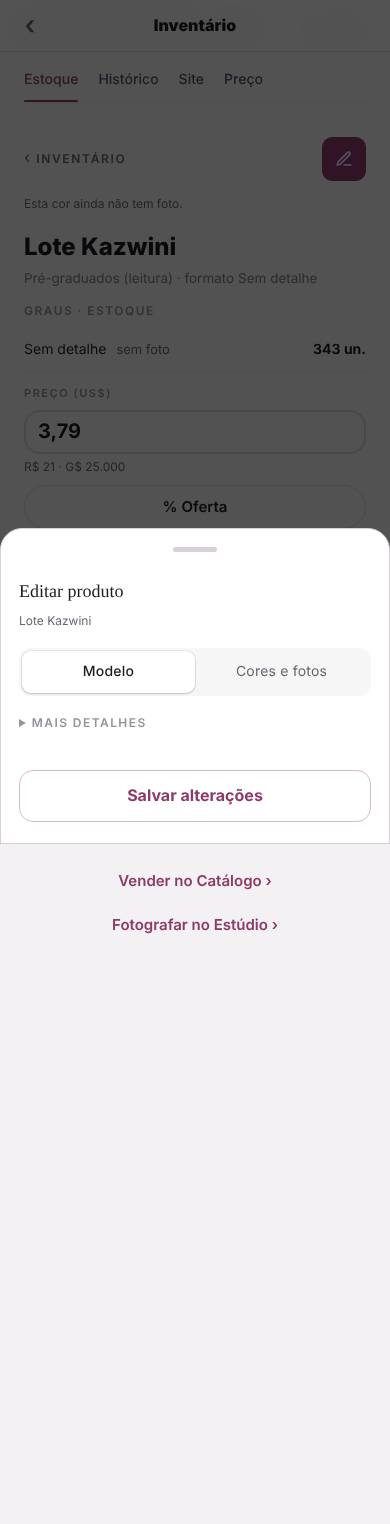 Inventário
Estoque Histórico Site Preço
‹ INVENTÁRIO
Esta cor ainda não tem foto.
Lote Kazwini
Pré-graduados (leitura) · formato Sem detalhe
GRAUS · ESTOQUE
Sem detalhe sem foto 343 un.
PREÇO (US$)
3,79
R$ 21 · G$ 25.000
% Oferta
Editar produto
Lote Kazwini
Modelo Cores e fotos
MAIS DETALHES
Salvar alterações
Vender no Catálogo ›
Fotografar no Estúdio ›